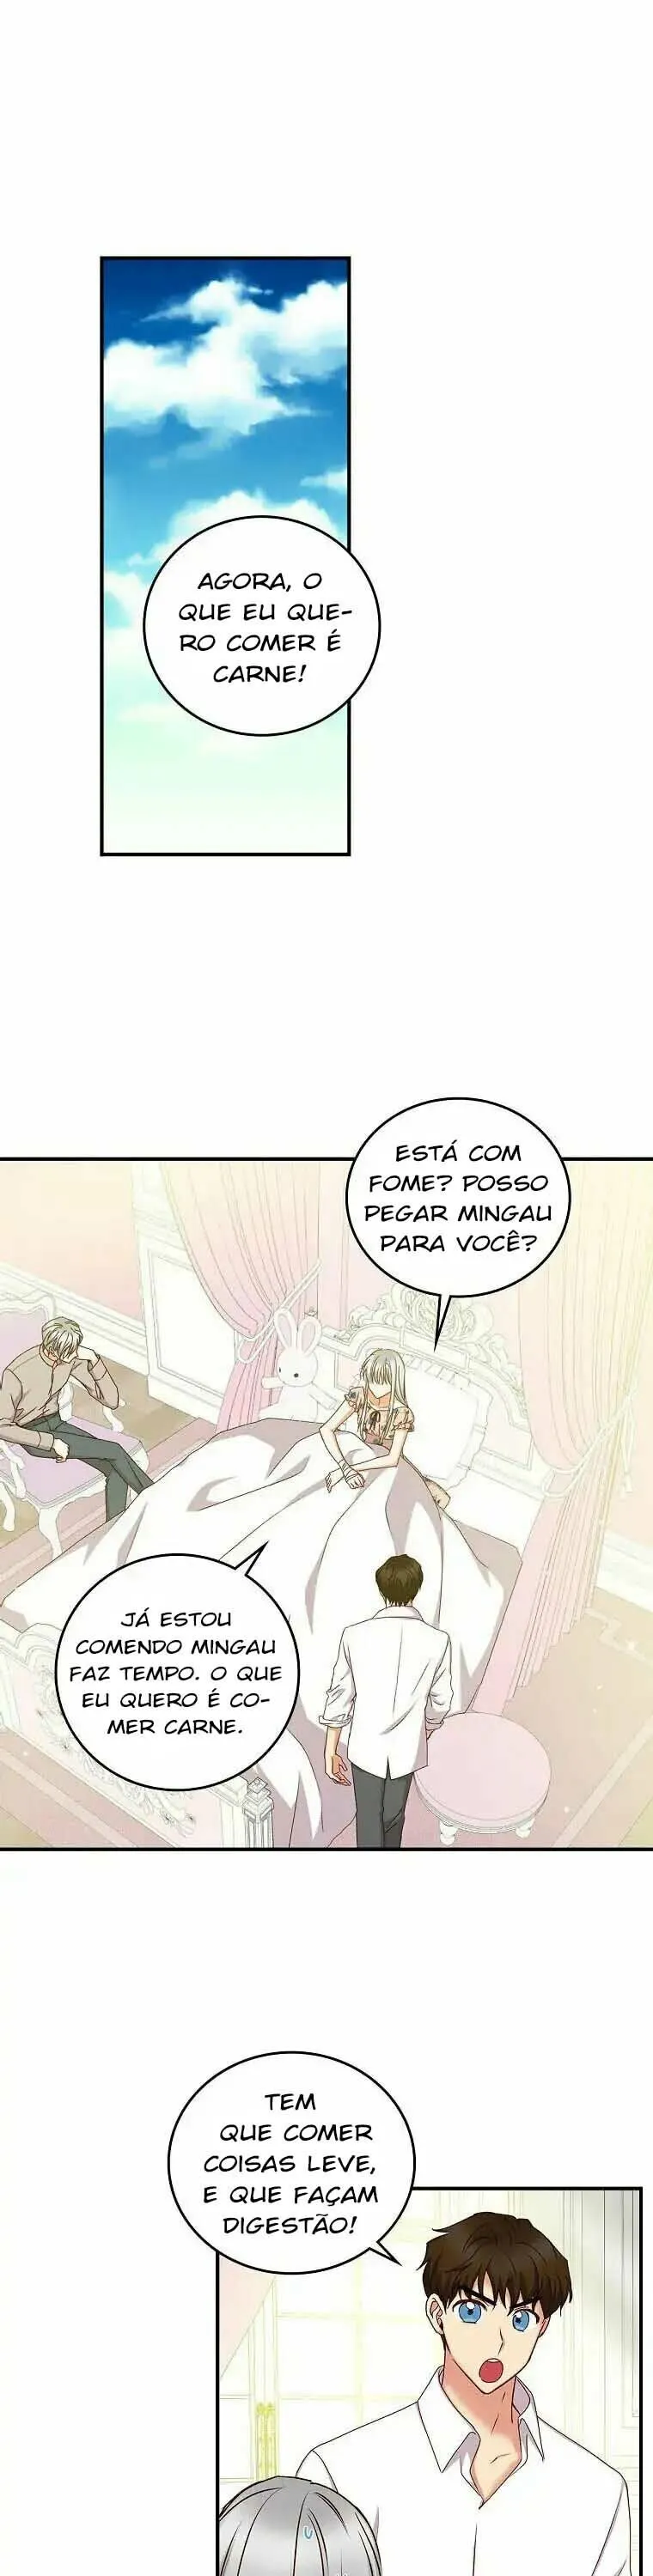 AGORA, O
QUE EU QUE-
RO COMER É
CARNE!
ESTÁ COM
FOME? POSSO
PEGAR MINGAU
PARA VOCÊ?
JÁ ESTOU
COMENDO MINGAU
FAZ TEMPO. O QUE
EU QUERO É CO-
MER CARNE.
TEM
QUE COMER
COISAS LEVE,
E QUE FAÇAM
DIGESTÃO!